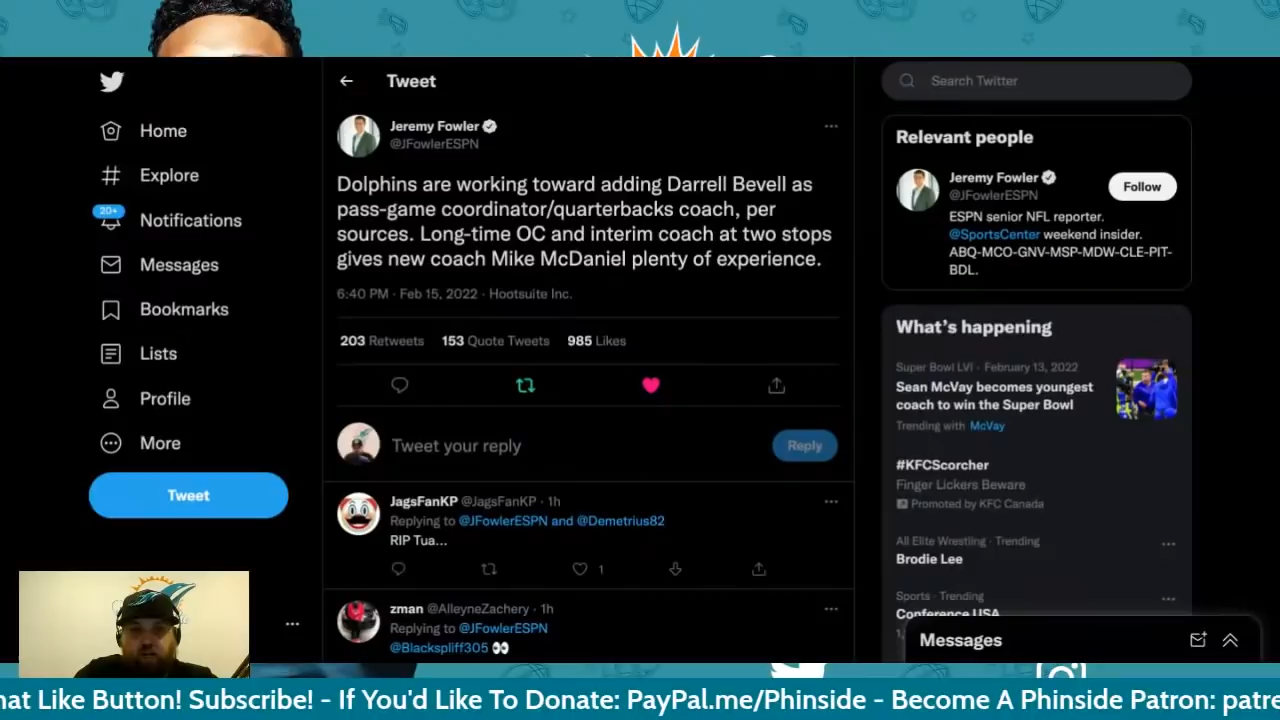 Home
Explore
20+
Notifications
Messages
Bookmarks
Lists
Profile
More
Tweet
Tweet
Jeremy Fowler
@JFowlerESPN
Dolphins are working toward adding Darrell Bevell as
pass-game coordinator/quarterbacks coach, per
sources. Long-time OC and interim coach at two stops
gives new coach Mike McDaniel plenty of experience.
6:40 PM · Feb 15, 2022 · Hootsuite Inc.
203 Retweets 153 Quote Tweets 985 Likes
Tweet your reply
Reply
JagsFanKP @JagsFanKP · 1h
Replying to @JFowlerESPN and @Demetrius82
RIP Tua...
1
zman @AlleyneZachery · 1h
Replying to @JFowlerESPN
@Blackspliff305 👀
Search Twitter
Relevant people
Jeremy Fowler
@JFowlerESPN
Follow
ESPN senior NFL reporter.
@SportsCenter weekend insider.
ABQ-MCO-GNV-MSP-MDW-CLE-PIT-
BDL.
What's happening
Super Bowl LVI · February 13, 2022
Sean McVay becomes youngest
coach to win the Super Bowl
Trending with McVay
#KFCScorcher
Finger Lickers Beware
Promoted by KFC Canada
All Elite Wrestling · Trending
Brodie Lee
Sports · Trending
Conference USA
Messages
hat Like Button! Subscribe! - If You'd Like To Donate: PayPal.me/Phinside - Become A Phinside Patron: patre